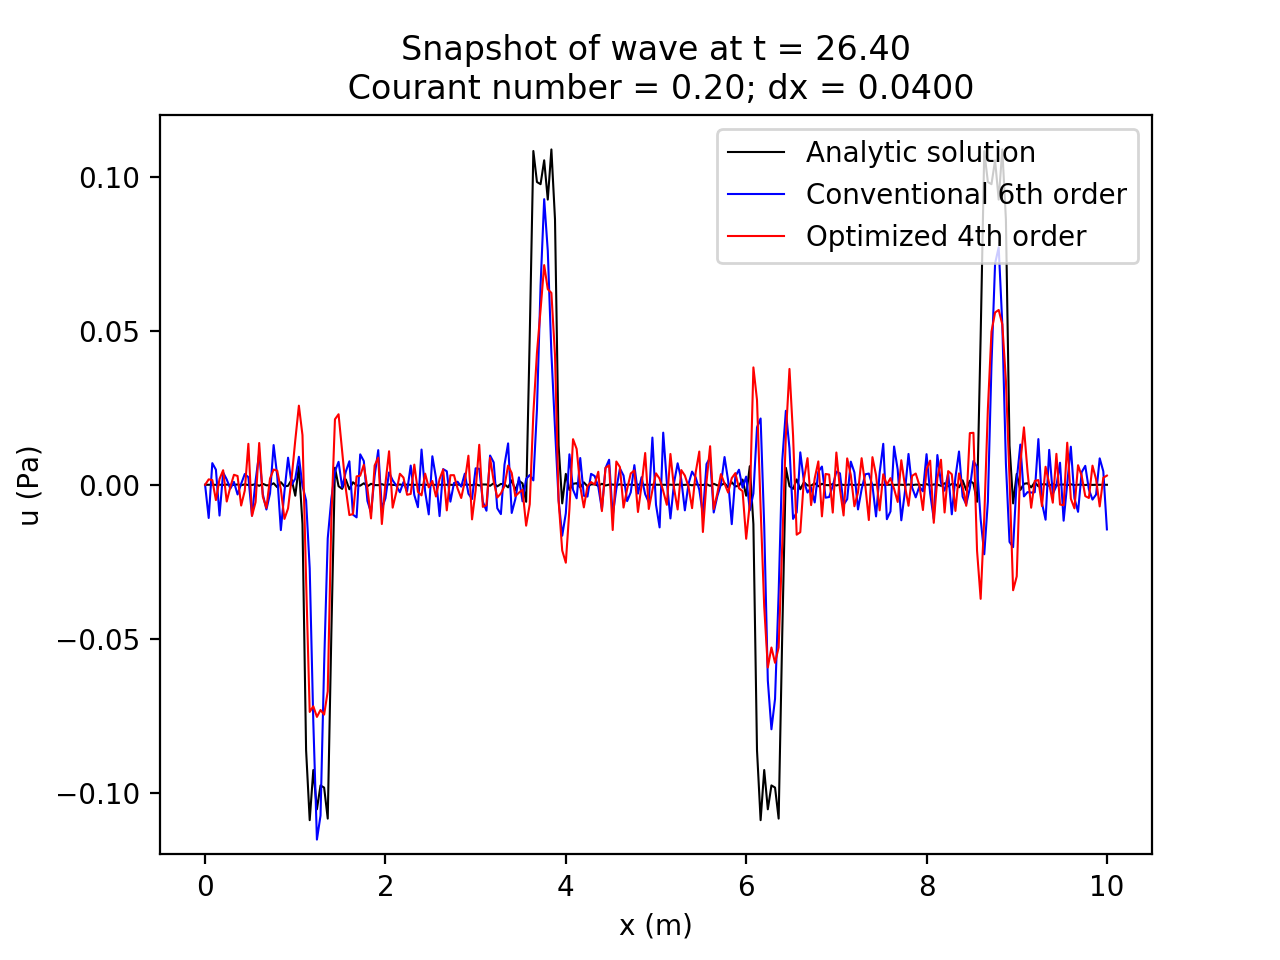 Snapshot of wave at t = 26.40
Courant number = 0.20; dx = 0.0400
Analytic solution
Conventional 6th order
Optimized 4th order
u (Pa)
0.10
0.05
0.00
−0.05
−0.10
0 2 4 6 8 10
x (m)